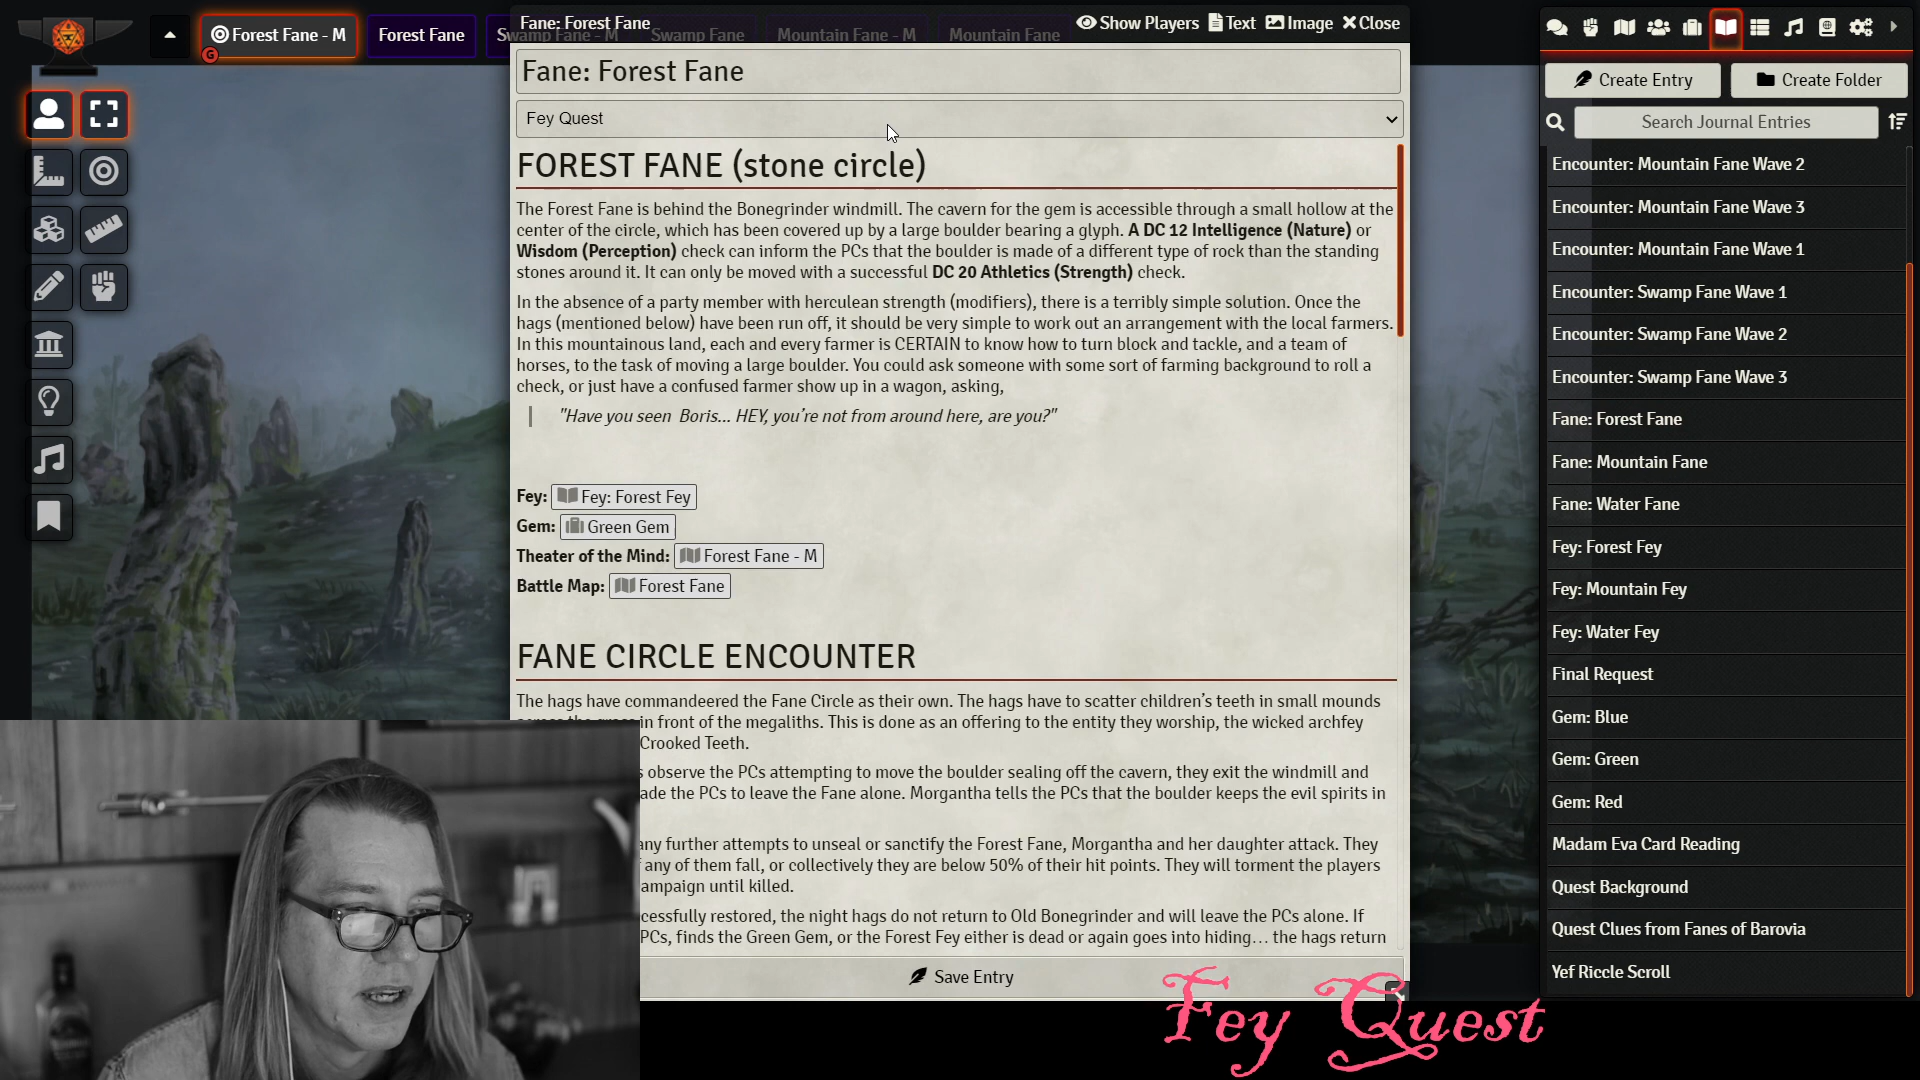 Forest Fane - M
G
Forest Fane
Swamp Fane - M
Swamp Fane
Mountain Fane - M
Mountain Fane
Fane: Forest Fane
Show Players Text Image Close
Fane: Forest Fane
Fey Quest
FOREST FANE (stone circle)
The Forest Fane is behind the Bonegrinder windmill. The cavern for the gem is accessible through a small hollow at the
center of the circle, which has been covered up by a large boulder bearing a glyph. A DC 12 Intelligence (Nature) or
Wisdom (Perception) check can inform the PCs that the boulder is made of a different type of rock than the standing
stones around it. It can only be moved with a successful DC 20 Athletics (Strength) check.
In the absence of a party member with herculean strength (modifiers), there is a terribly simple solution. Once the
hags (mentioned below) have been run off, it should be very simple to work out an arrangement with the local farmers.
In this mountainous land, each and every farmer is CERTAIN to know how to turn block and tackle, and a team of
horses, to the task of moving a large boulder. You could ask someone with some sort of farming background to roll a
check, or just have a confused farmer show up in a wagon, asking,
"Have you seen Boris... HEY, you're not from around here, are you?"
Fey: Fey: Forest Fey
Gem: Green Gem
Theater of the Mind: Forest Fane - M
Battle Map: Forest Fane
FANE CIRCLE ENCOUNTER
The hags have commandeered the Fane Circle as their own. The hags have to scatter children's teeth in small mounds
across the grass in front of the megaliths. This is done as an offering to the entity they worship, the wicked archfey
Crooked Teeth.
observe the PCs attempting to move the boulder sealing off the cavern, they exit the windmill and
the PCs to leave the Fane alone. Morgantha tells the PCs that the boulder keeps the evil spirits in
any further attempts to unseal or sanctify the Forest Fane, Morgantha and her daughter attack. They
any of them fall, or collectively they are below 50% of their hit points. They will torment the players
until killed.
restored, the night hags do not return to Old Bonegrinder and will leave the PCs alone. If
PCs, finds the Green Gem, or the Forest Fey either is dead or again goes into hiding... the hags return
Save Entry
Create Entry
Create Folder
Search Journal Entries
Encounter: Mountain Fane Wave 2
Encounter: Mountain Fane Wave 3
Encounter: Mountain Fane Wave 1
Encounter: Swamp Fane Wave 1
Encounter: Swamp Fane Wave 2
Encounter: Swamp Fane Wave 3
Fane: Forest Fane
Fane: Mountain Fane
Fane: Water Fane
Fey: Forest Fey
Fey: Mountain Fey
Fey: Water Fey
Final Request
Gem: Blue
Gem: Green
Gem: Red
Madam Eva Card Reading
Quest Background
Quest Clues from Fanes of Barovia
Yef Riccle Scroll
Fey Quest